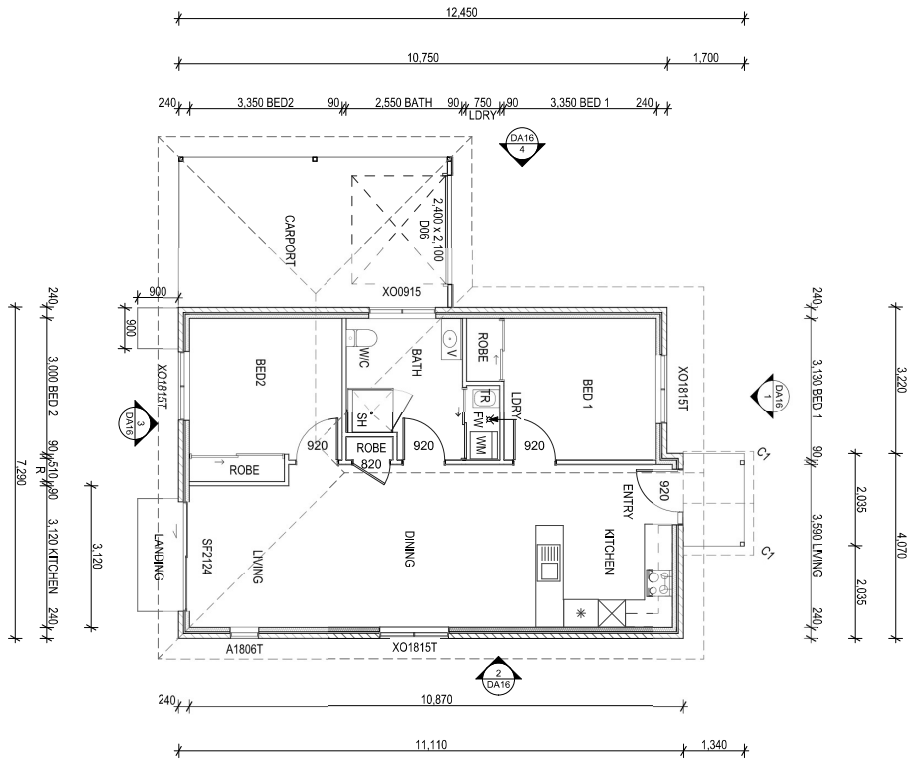 12,450
10,750
1,700
240
3,350 BED2
90
2,550 BATH
90
750
90
3,350 BED 1
240
LDRY
DA16
4
CARPORT
2,400 x 2,100
D06
900
900
XO0915
240
3,000 BED 2
90
510
R
90
3,120 KITCHEN
240
7,290
3,120
XO1815T
BED2
W/C
BATH
V
ROBE
BED 1
XO1815T
SH
TR
FW
WM
LDRY
3
DA16
1
DA16
240
3,130 BED 1
90
3,590 LIVING
240
3,220
4,070
2,035
2,035
920
ROBE
820
920
920
ROBE
920
ENTRY
C1
C1
LANDING
SF2124
LIVING
DINING
KITCHEN
A1806T
XO1815T
2
DA16
240
10,870
11,110
1,340